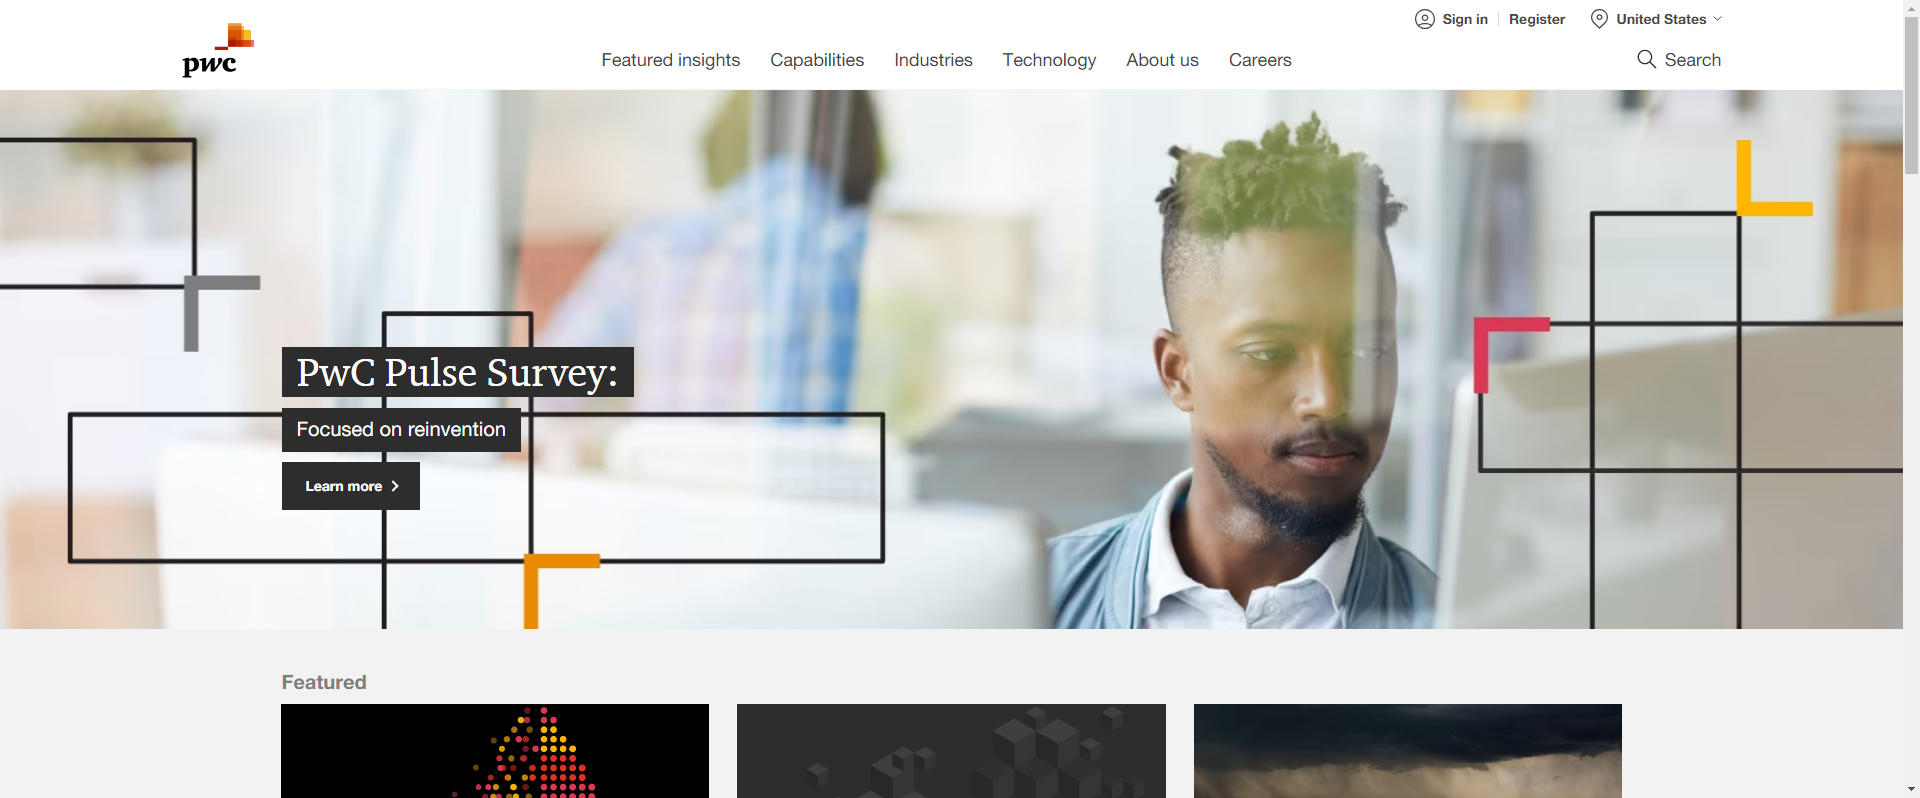 pwc
Sign in
Register
United States
Featured insights
Capabilities
Industries
Technology
About us
Careers
Search
PwC Pulse Survey:
Focused on reinvention
Learn more
Featured